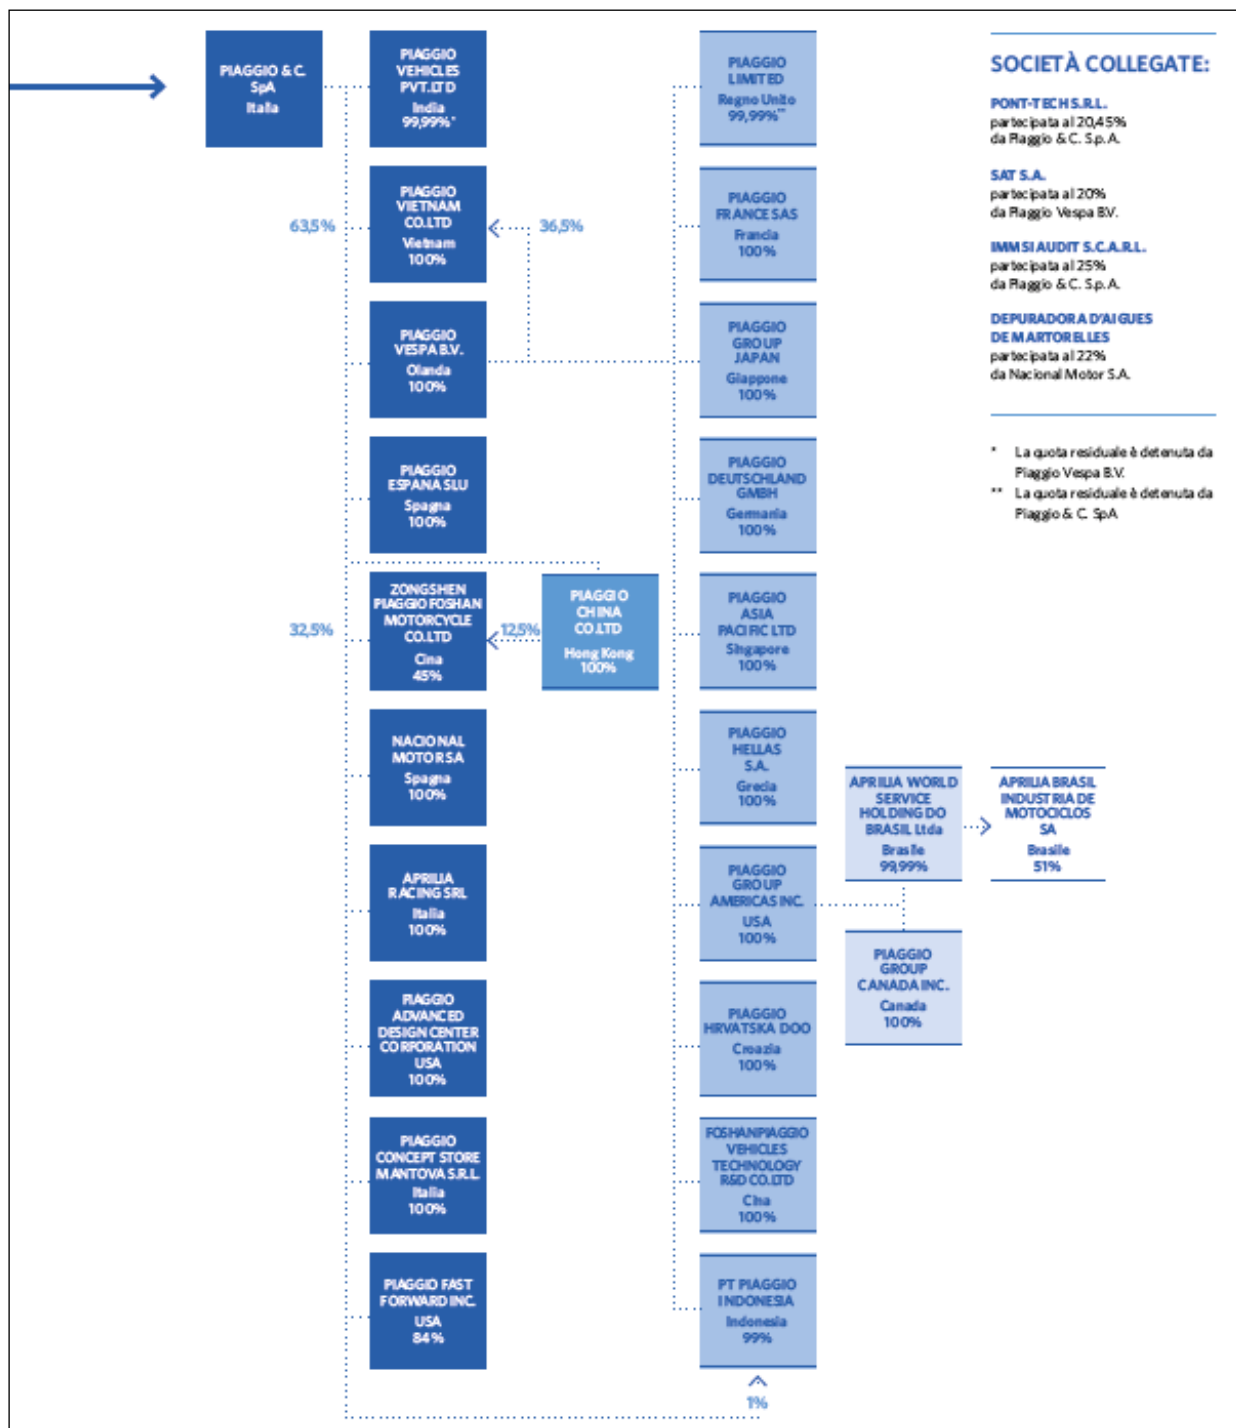 PIAGGIO & C.
SpA
Italia
PIAGGIO
VEHICLES
PVT. LTD
India
99,99%*
PIAGGIO
VIETNAM
CO. LTD
Vietnam
100%
63,5%
36,5%
PIAGGIO
VESPA B.V.
Olanda
100%
PIAGGIO
ESPANA SLU
Spagna
100%
ZONGSHEN
PIAGGIO FOSHAN
MOTORCYCLE
CO. LTD
Cina
45%
32,5%
12,5%
PIAGGIO
CHINA
CO. LTD
Hong Kong
100%
NACIONAL
MOTOR SA
Spagna
100%
APRILIA
RACING SRL
Italia
100%
PIAGGIO
ADVANCED
DESIGN CENTER
CORPORATION
USA
100%
PIAGGIO
CONCEPT STORE
MANTOVA S.R.L.
Italia
100%
PIAGGIO FAST
FORWARD INC.
USA
84%
PIAGGIO
LIMITED
Regno Unito
99,99%**
PIAGGIO
FRANCE SAS
Francia
100%
PIAGGIO
GROUP
JAPAN
Giappone
100%
PIAGGIO
DEUTSCHLAND
GMBH
Germania
100%
PIAGGIO
ASIA
PACIFIC LTD
Singapore
100%
PIAGGIO
HELLAS
S.A.
Grecia
100%
PIAGGIO
GROUP
AMERICAS INC.
USA
100%
PIAGGIO
HRVATSKA DOO
Croazia
100%
FOSHAN PIAGGIO
VEHICLES
TECHNOLOGY
R&D CO. LTD
Cina
100%
PT PIAGGIO
INDONESIA
Indonesia
99%
1%
APRILIA WORLD
SERVICE
HOLDING DO
BRASIL Ltda
Brasile
99,99%
APRILIA BRASIL
INDUSTRIA DE
MOTOCICLOS
SA
Brasile
51%
PIAGGIO
GROUP
CANADA INC.
Canada
100%
SOCIETÀ COLLEGATE:
PONT-TECH S.R.L.
partecipata al 20,45%
da Piaggio & C. S.p.A.
SAT S.A.
partecipata al 20%
da Piaggio Vespa B.V.
IMMSI AUDIT S.C.A.R.L.
partecipata al 25%
da Piaggio & C. S.p.A.
DEPURADORA D'AIGUES
DE MARTORELLES
partecipata al 22%
da Nacional Motor S.A.
* La quota residuale è detenuta da
Piaggio Vespa B.V.
** La quota residuale è detenuta da
Piaggio & C. SpA